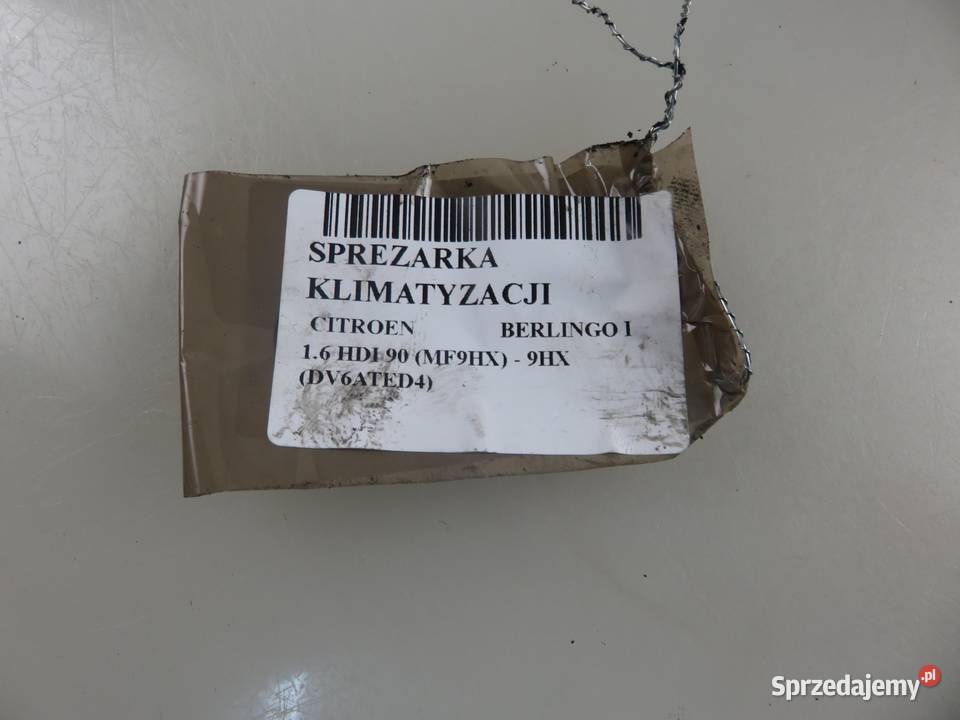 SPREZARKA
KLIMATYZACJI
CITROEN BERLINGO I
1.6 HDI 90 (MF9HX) - 9HX
(DV6ATED4)
Sprzedajemy.pl